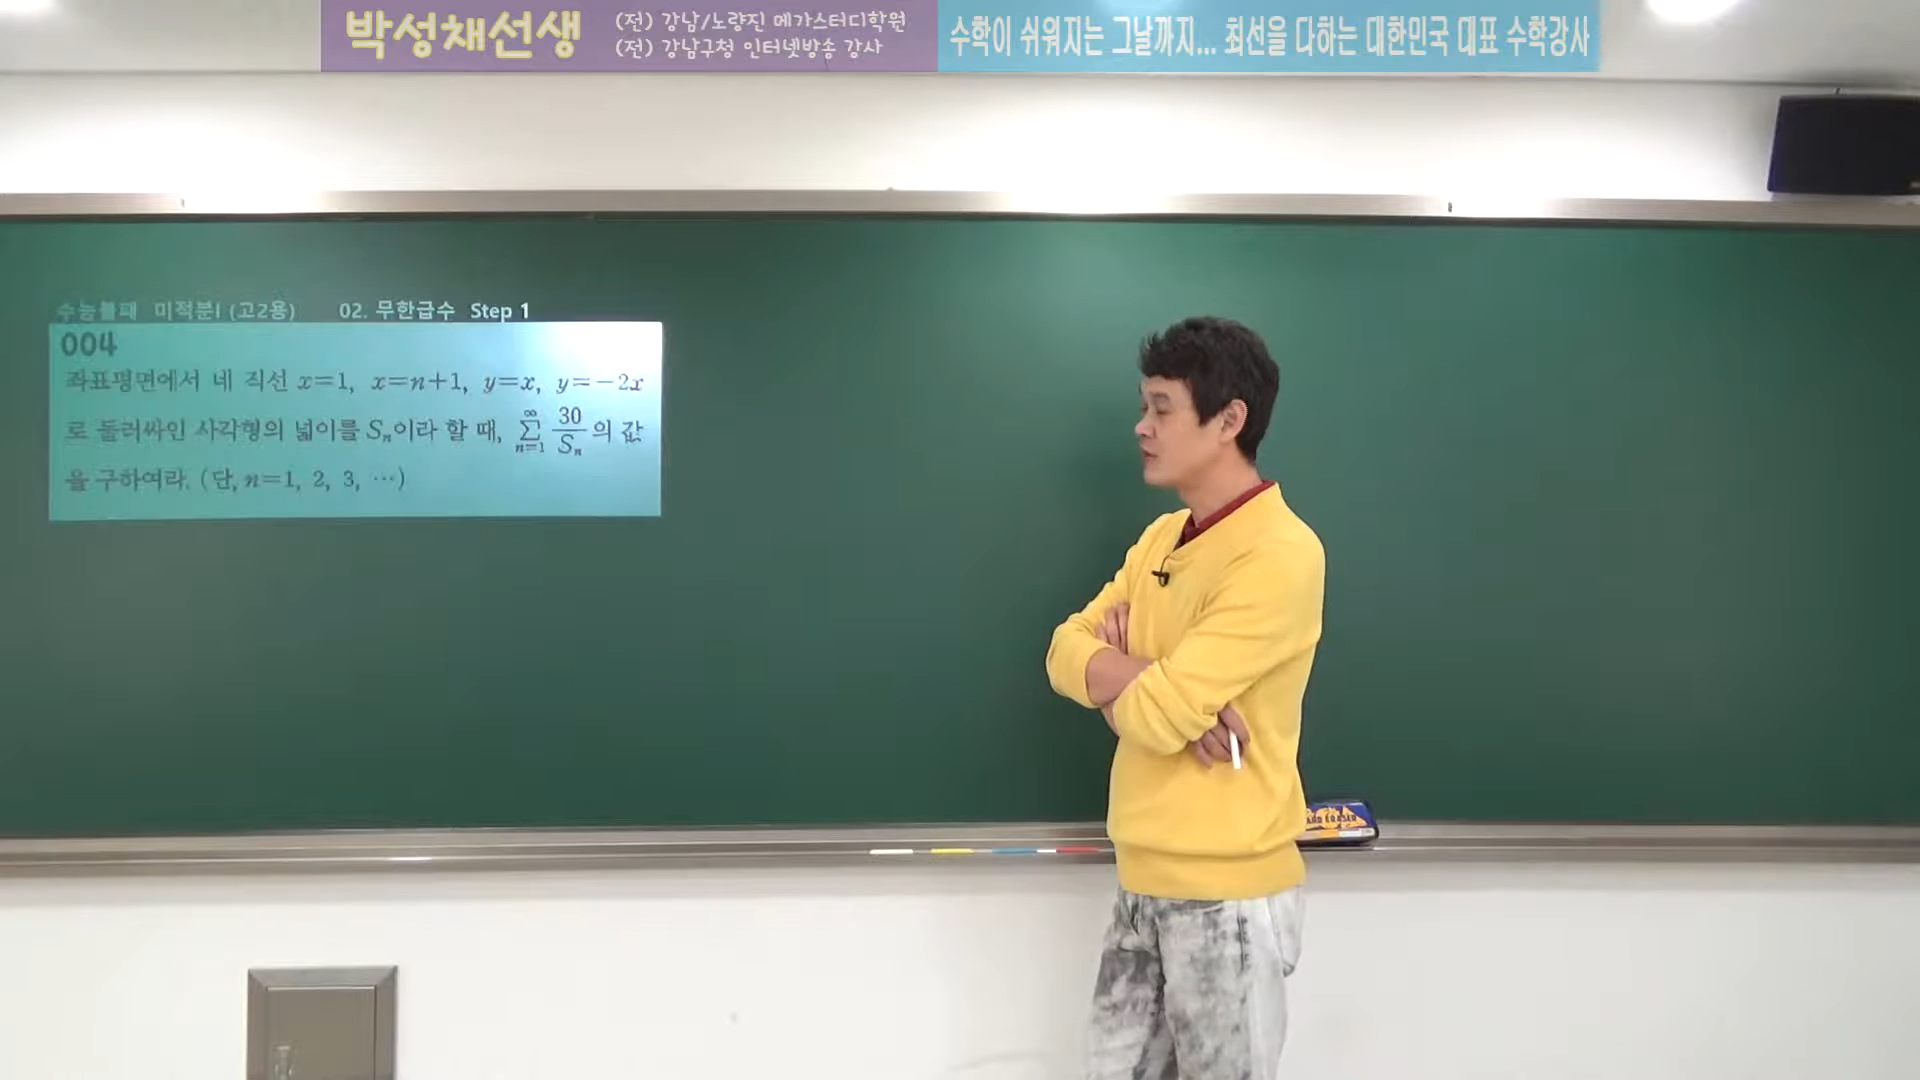 박성채선생
(전) 강남/노량진 메가스터디학원
(전) 강남구청 인터넷방송 강사
수학이 쉬워지는 그날까지... 최선을 다하는 대한민국 대표 수학강사
수능불패 미적분I (고2용) 02. 무한급수 Step 1
004
좌표평면에서 네 직선 x=1, x=n+1, y=x, y=-2x
로 둘러싸인 사각형의 넓이를 Sₙ이라 할 때, ∑_{n=1}^{∞} 30/Sₙ 의 값
을 구하여라. (단, n=1, 2, 3, ⋯)
ERASER